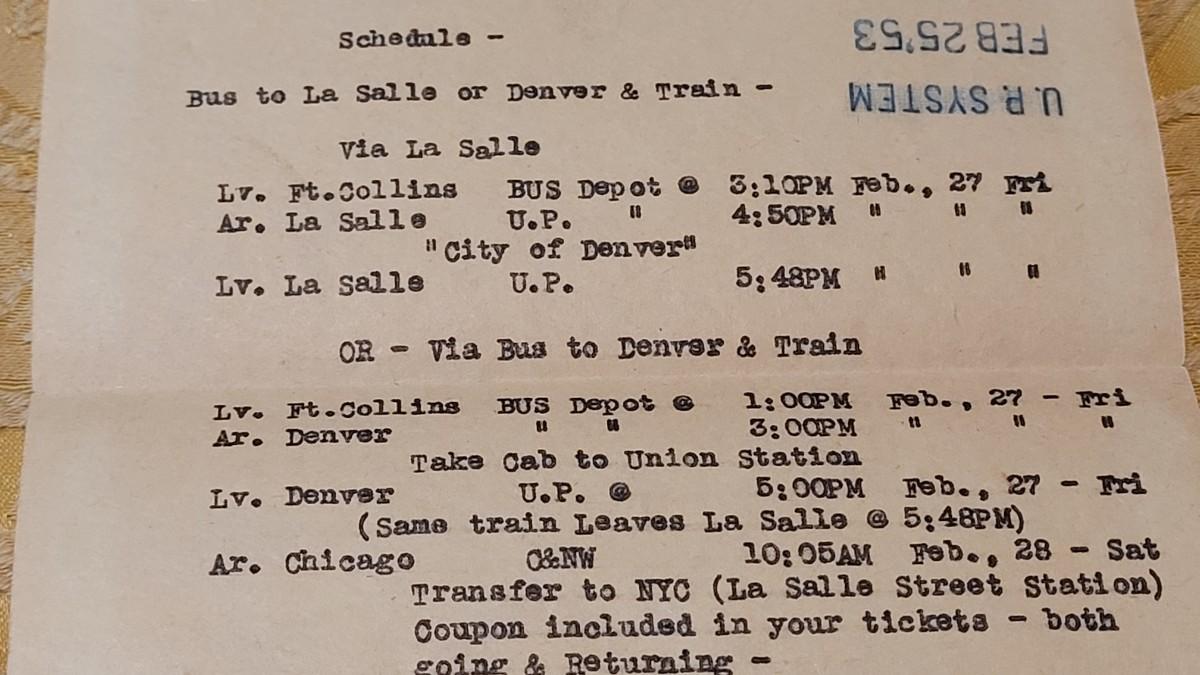 Schedule -
FEB 25 '53
Bus to La Salle or Denver & Train -
U.P. SYSTEM
Via La Salle
Lv. Ft.Collins BUS Depot @ 3:10PM Feb., 27 Fri
Ar. La Salle U.P. " 4:50PM " " "
"City of Denver"
Lv. La Salle U.P. 5:48PM " " "
OR - Via Bus to Denver & Train
Lv. Ft.Collins BUS Depot @ 1:00PM Feb., 27 - Fri
Ar. Denver " " 3:00PM " " "
Take Cab to Union Station
Lv. Denver U.P. @ 5:00PM Feb., 27 - Fri
(Same train Leaves La Salle @ 5:48PM)
Ar. Chicago C&NW 10:05AM Feb., 28 - Sat
Transfer to NYC (La Salle Street Station)
Coupon included in your tickets - both
going & Returning -